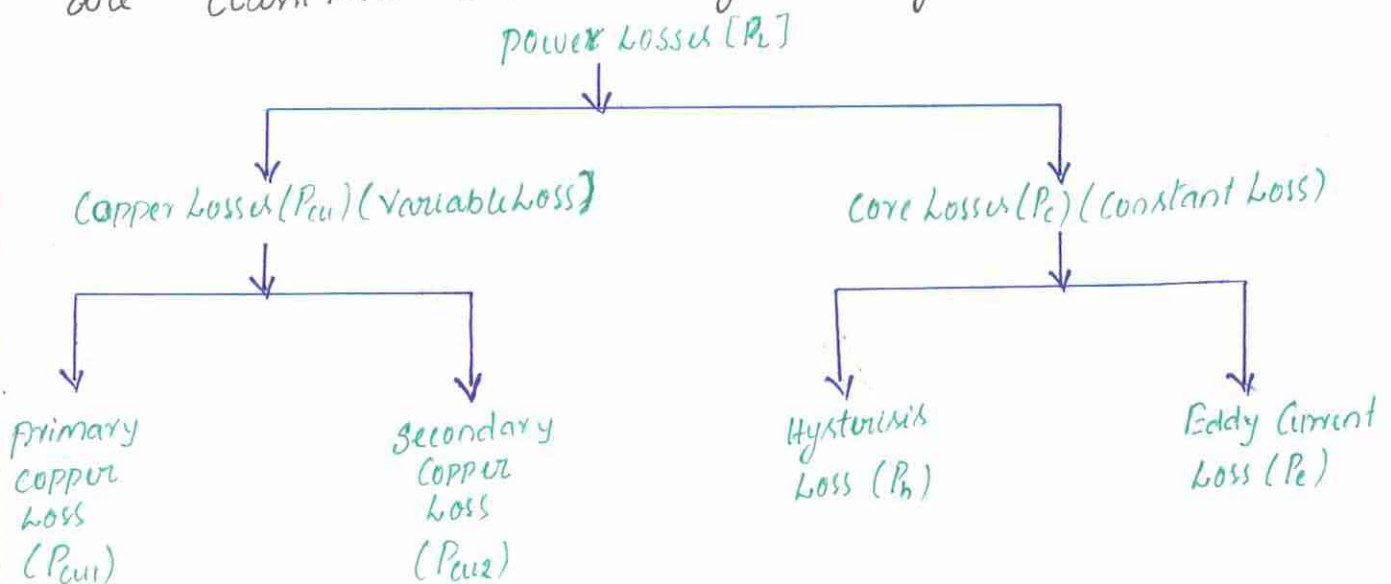 Power Losses [PL]
Copper Losses (Pcu) (Variable Loss]
Core Losses (Pc) (Constant Loss)
Primary
Copper
Loss
(Pcu1)
Secondary
Copper
Loss
(Pcu2)
Hysterisis
Loss (Ph)
Eddy Current
Loss (Pe)